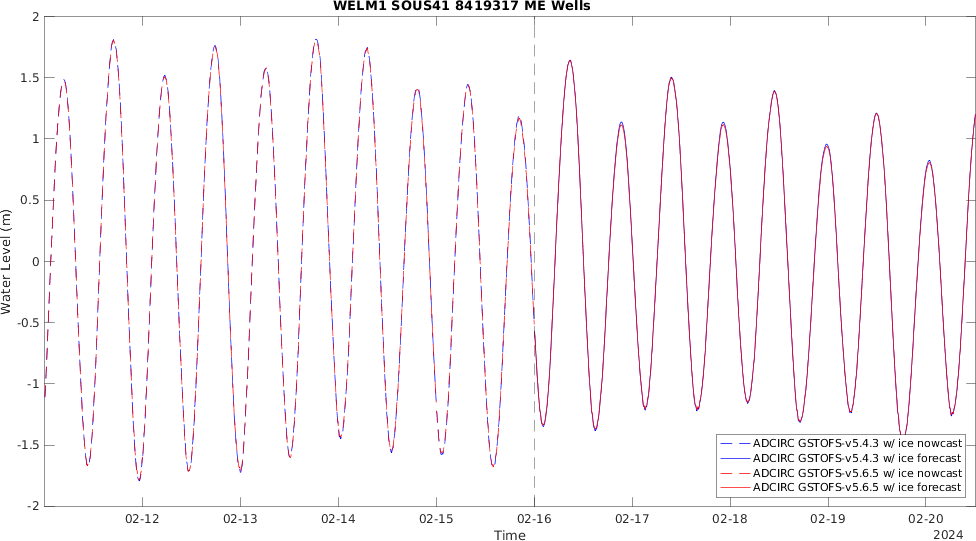 WELM1 SOUS41 8419317 ME Wells
2
1.5
1
0.5
0
-0.5
-1
-1.5
-2
Water Level (m)
ADCIRC GSTOFS-v5.4.3 w/ ice nowcast
ADCIRC GSTOFS-v5.4.3 w/ ice forecast
ADCIRC GSTOFS-v5.6.5 w/ ice nowcast
ADCIRC GSTOFS-v5.6.5 w/ ice forecast
02-12 02-13 02-14 02-15 02-16 02-17 02-18 02-19 02-20
Time
2024